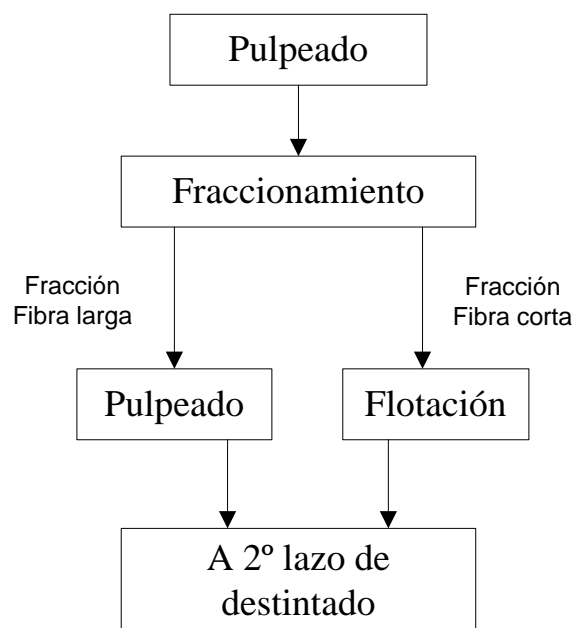 Pulpeado
Fraccionamiento
Fracción
Fibra larga
Fracción
Fibra corta
Pulpeado
Flotación
A 2º lazo de
destintado